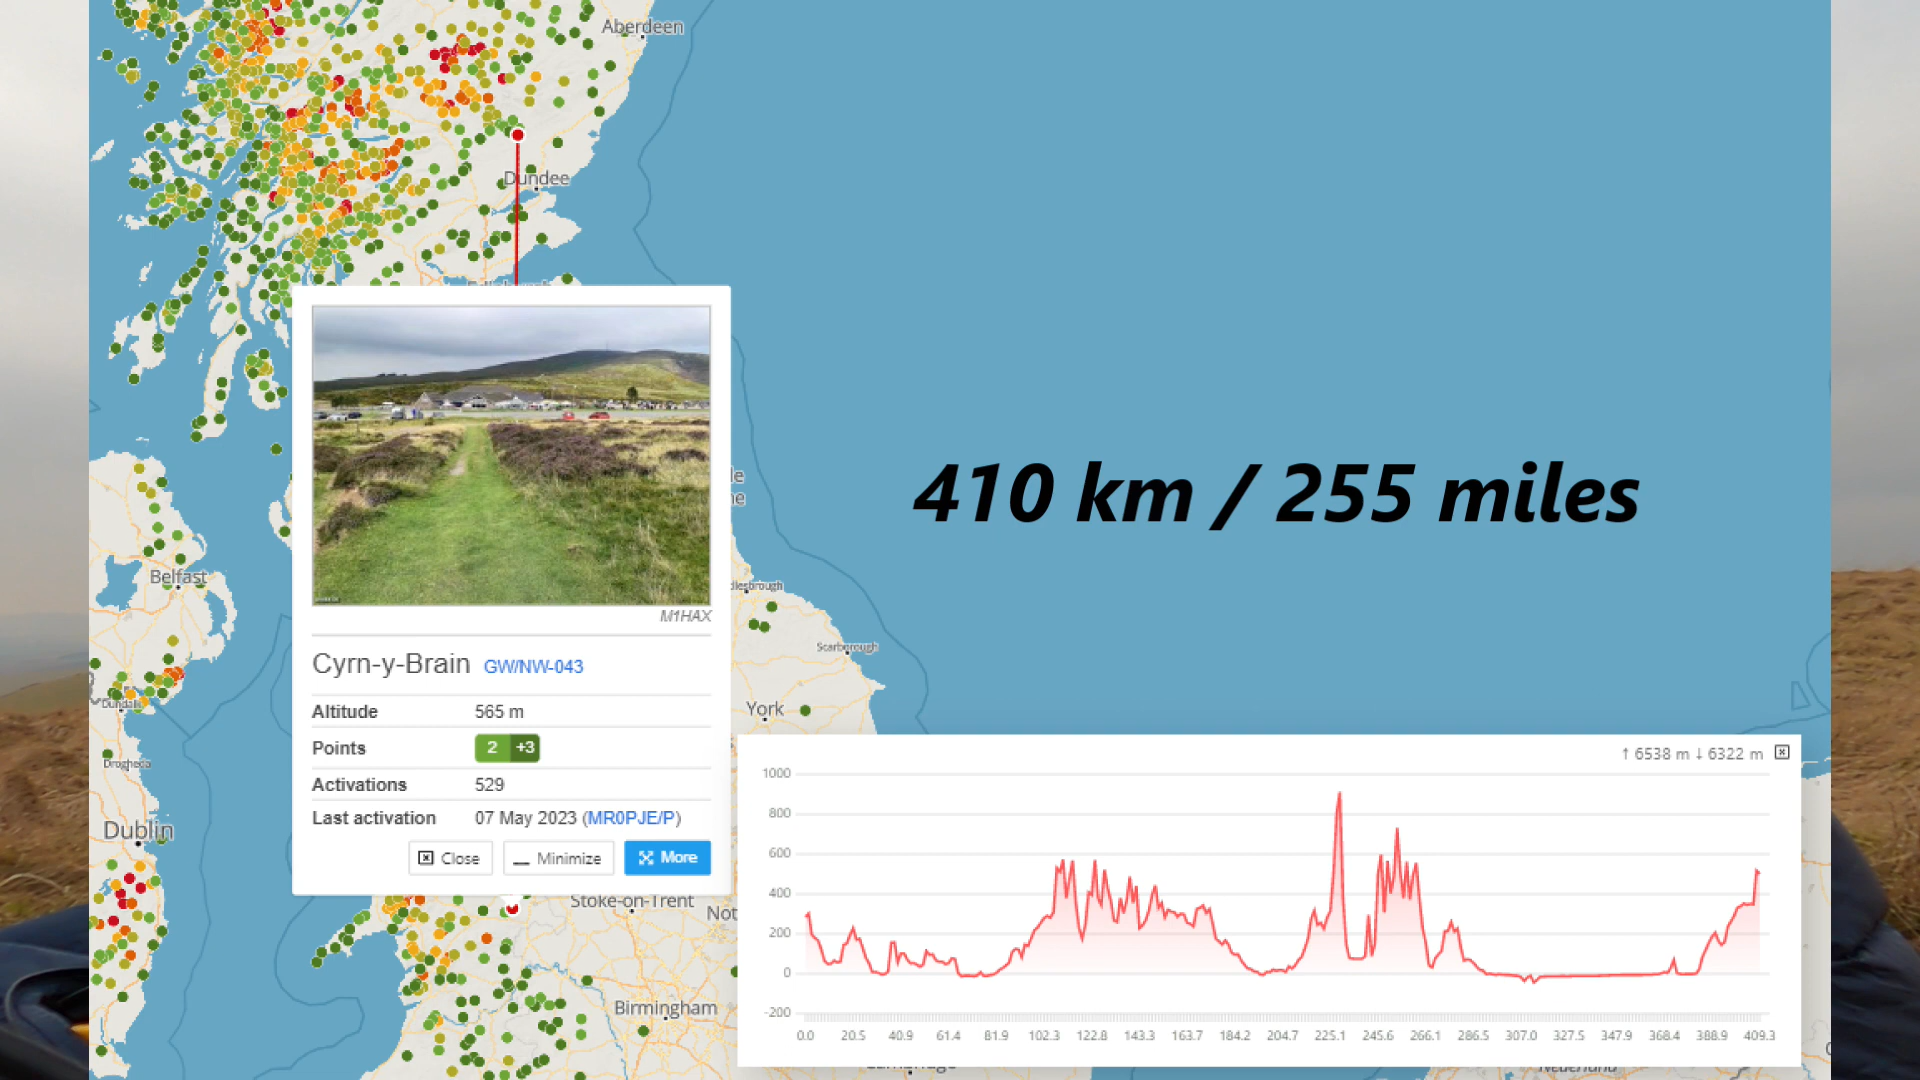 Aberdeen
Dundee
410 km / 255 miles
Belfast
Scarborough
M1HAX
Cyrn-y-Brain GW/NW-043
Dundalk
York
Altitude 565 m
Points 2 +3
Drogheda
↑ 6538 m ↓ 6322 m
Activations 529
Last activation 07 May 2023 (MR0PJE/P)
Dublin
Close Minimize More
Stoke-on-Trent
Not
Birmingham
1000
800
600
400
200
0
-200
0.0 20.5 40.9 61.4 81.9 102.3 122.8 143.3 163.7 184.2 204.7 225.1 245.6 266.1 286.5 307.0 327.5 347.9 368.4 388.9 409.3